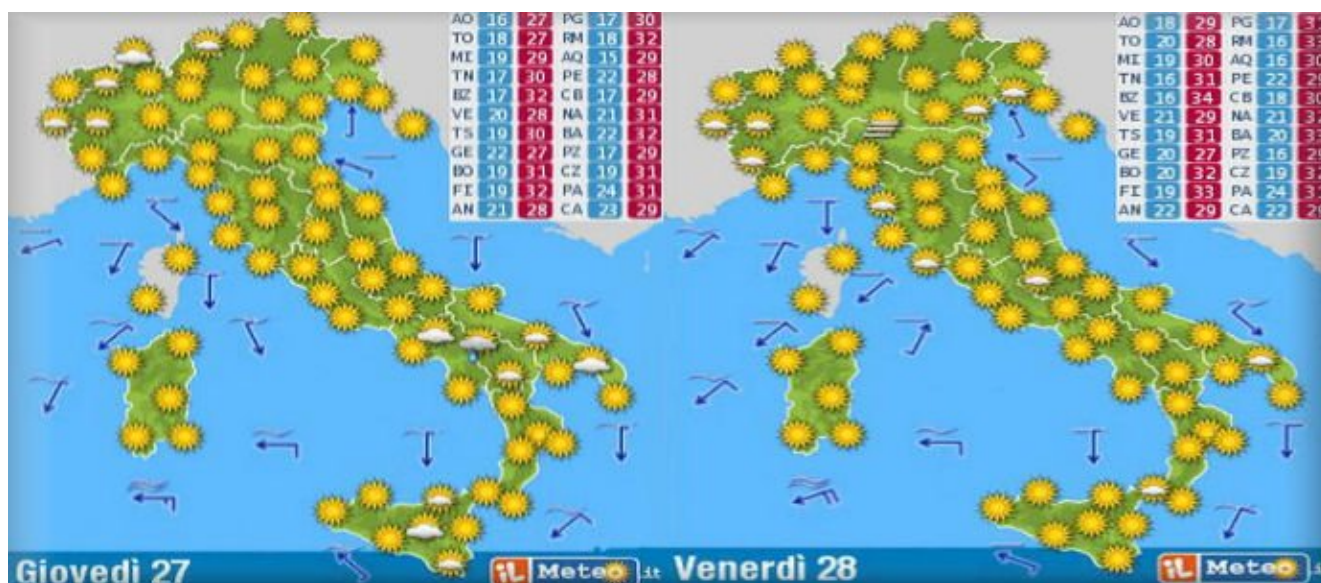 AO 16 27 PG 17 30
TO 18 27 RM 18 32
MI 19 29 AQ 15 29
TN 17 30 PE 22 28
BZ 17 32 CB 17 29
VE 20 28 NA 21 31
TS 19 30 BA 22 32
GE 22 27 PZ 17 29
BO 19 31 CZ 19 31
FI 19 32 PA 24 31
AN 21 28 CA 23 29
Giovedì 27
iL Meteo.it
AO 18 29 PG 17
TO 20 28 RM 16
MI 19 30 AQ 16
TN 16 31 PE 22
BZ 16 34 CB 18
VE 21 29 NA 21
TS 19 31 BA 20
GE 20 27 PZ 16
BO 20 32 CZ 19
FI 19 33 PA 24
AN 22 29 CA 22
Venerdì 28
iL Meteo.it